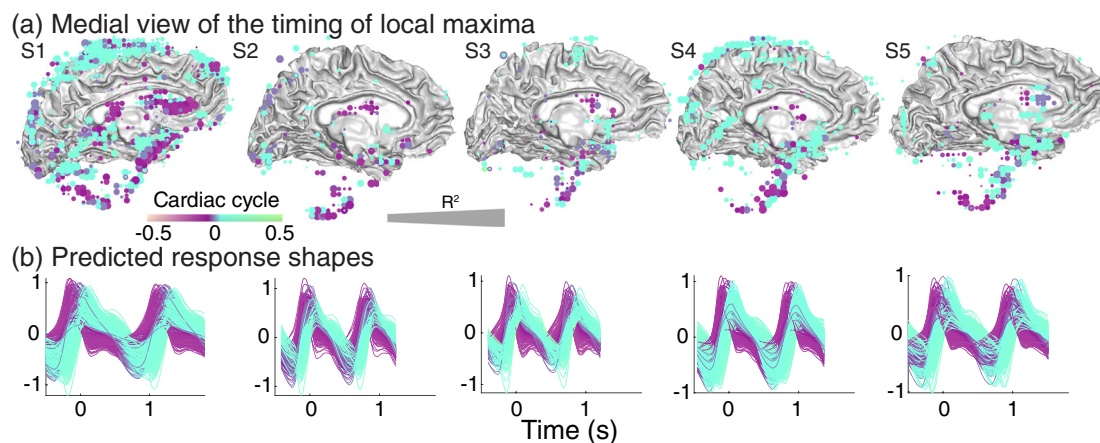 (a) Medial view of the timing of local maxima
S1 S2 S3 S4 S5
Cardiac cycle
-0.5 0 0.5
R²
(b) Predicted response shapes
1 1 1 1 1
0 0 0 0 0
-1 -1 -1 -1 -1
0 1 0 1 0 1 0 1 0 1
Time (s)